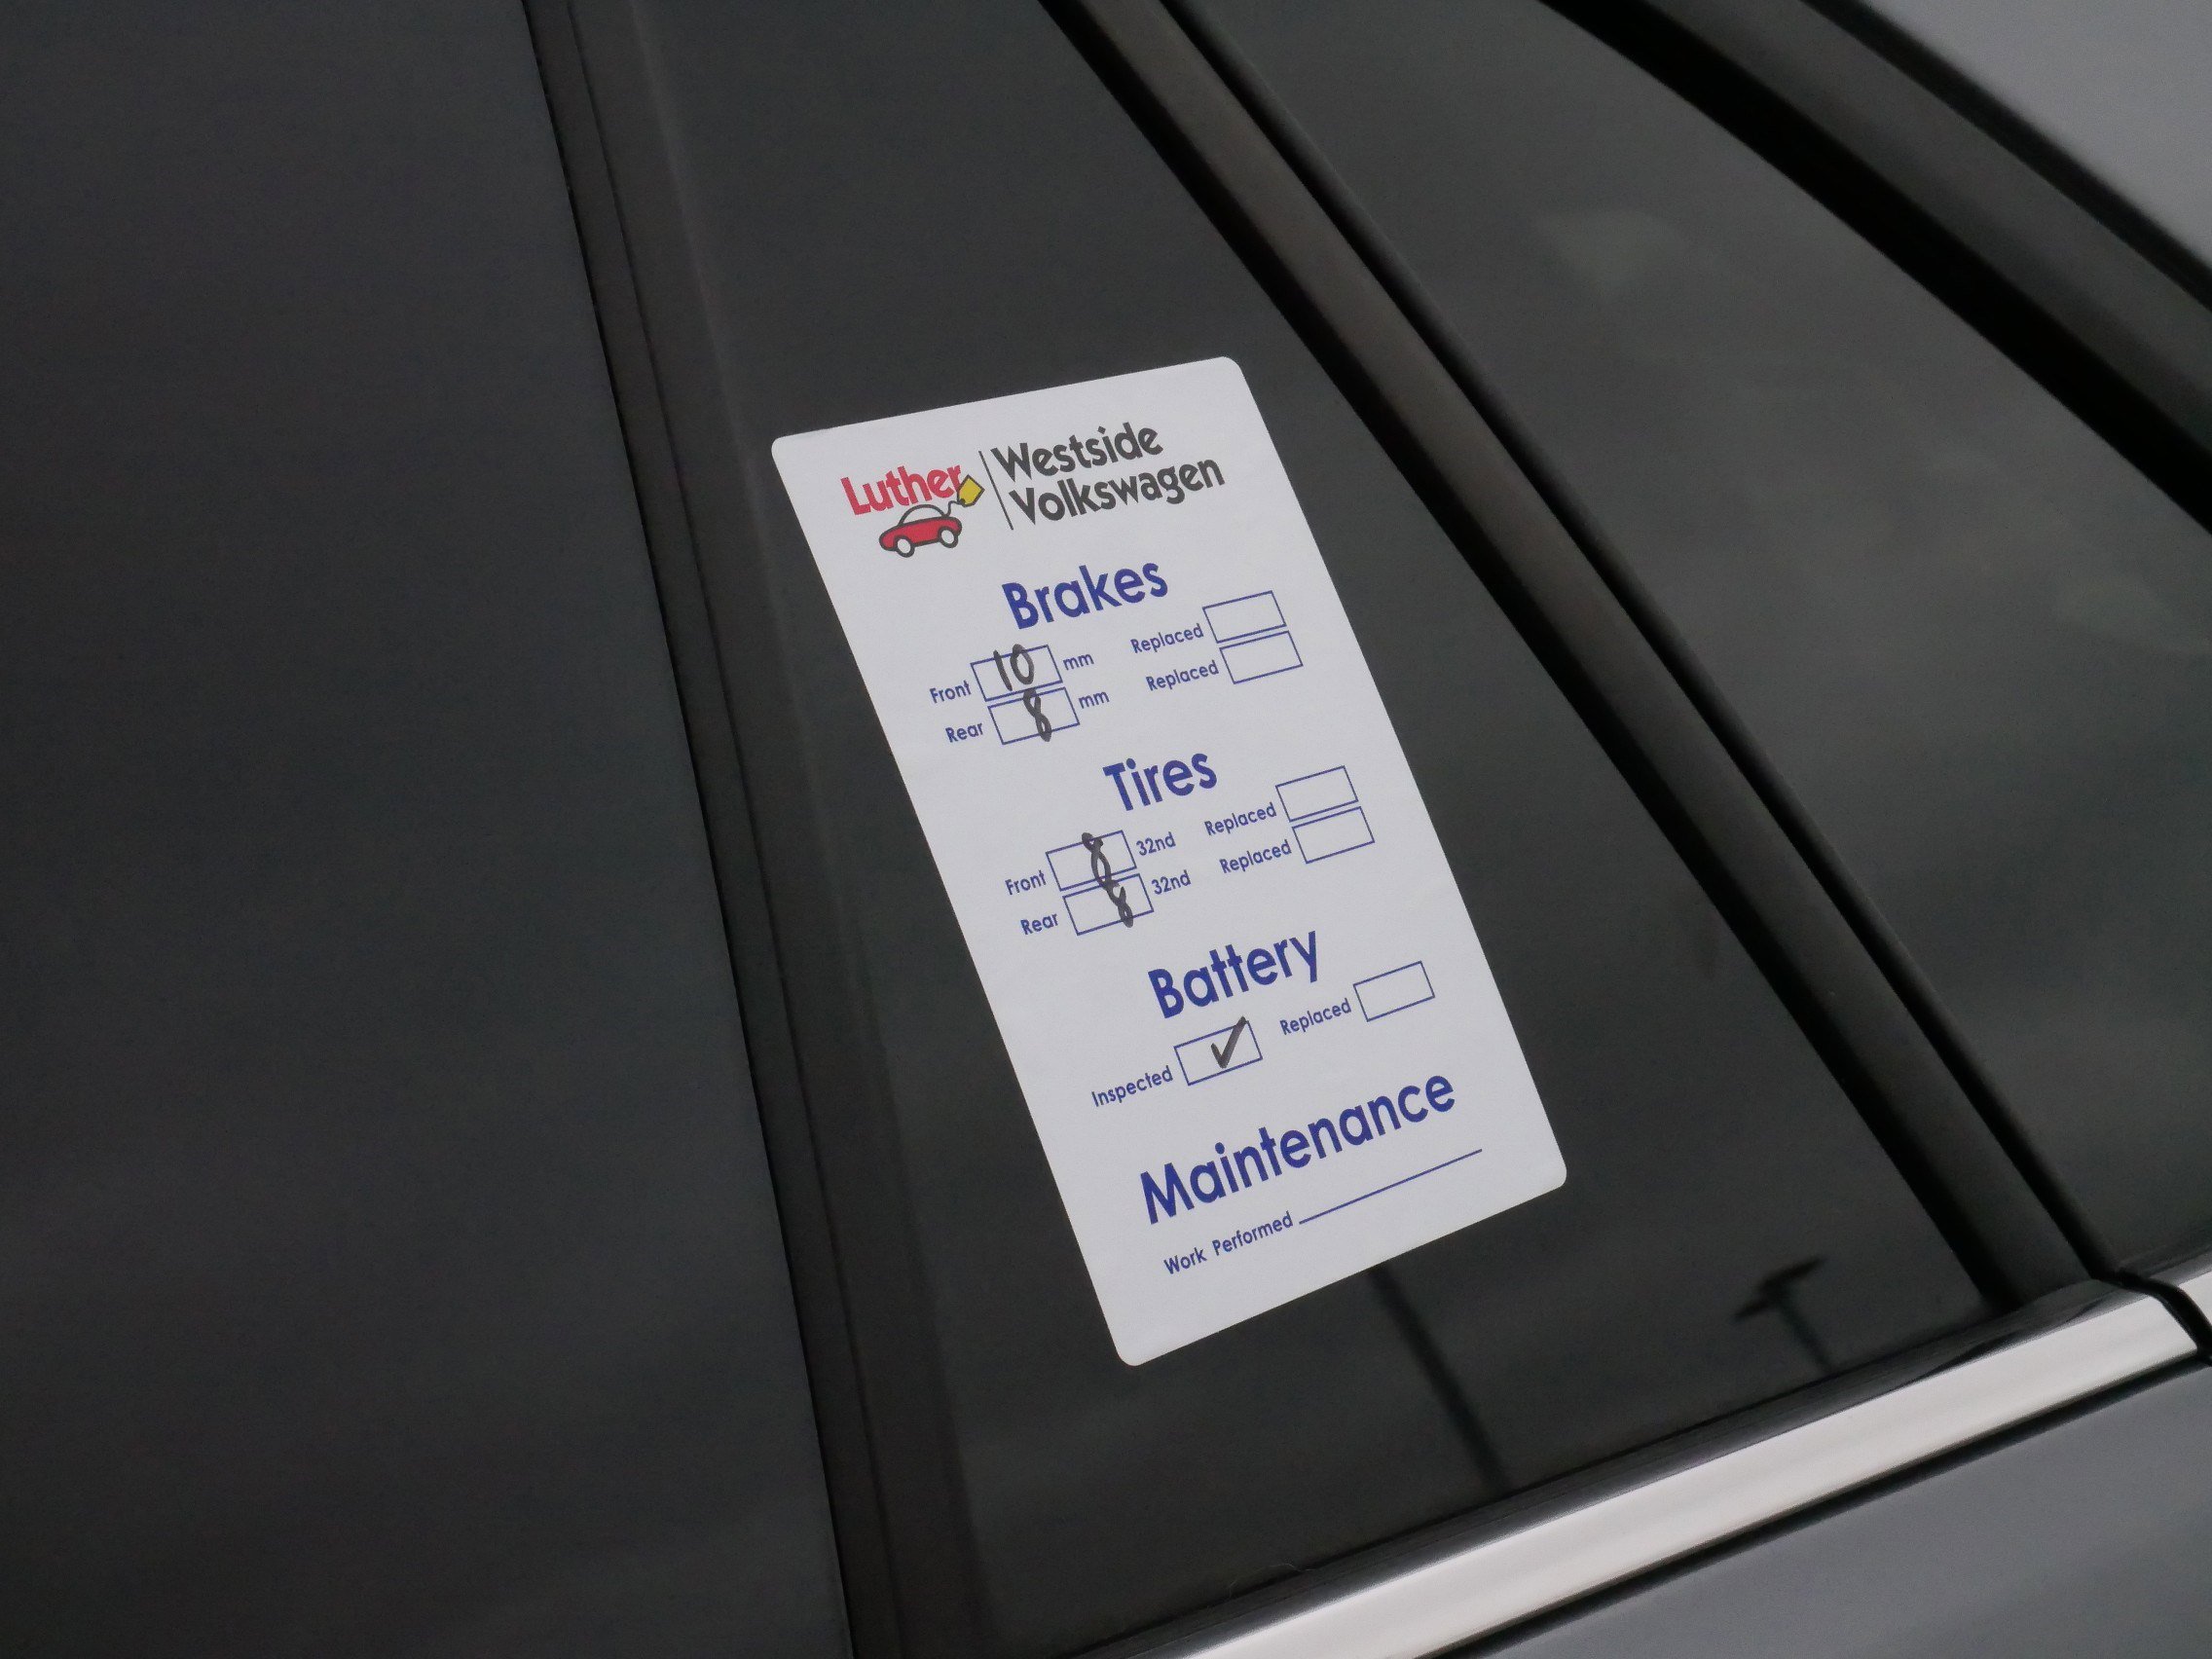 Luther Westside
Volkswagen
Brakes
Front 10 mm Replaced
Rear 8 mm Replaced
Tires
Front 8 32nd Replaced
Rear 8 32nd Replaced
Battery
Inspected ✓ Replaced
Maintenance
Work Performed